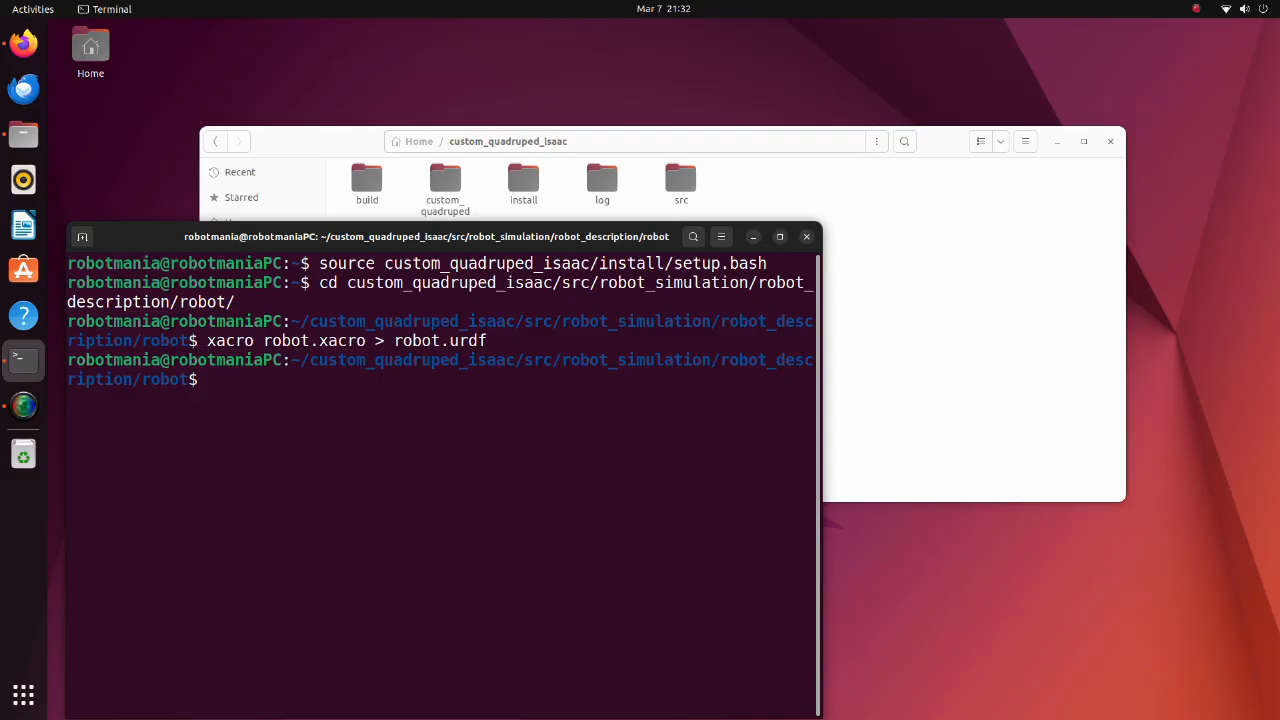 Activities
Terminal
Mar 7 21:32
Home
Home / custom_quadruped_isaac
Recent
Starred
build
custom_
quadruped
install
log
src
robotmania@robotmaniaPC: ~/custom_quadruped_isaac/src/robot_simulation/robot_description/robot
robotmania@robotmaniaPC:~$ source custom_quadruped_isaac/install/setup.bash
robotmania@robotmaniaPC:~$ cd custom_quadruped_isaac/src/robot_simulation/robot_
description/robot/
robotmania@robotmaniaPC:~/custom_quadruped_isaac/src/robot_simulation/robot_desc
ription/robot$ xacro robot.xacro > robot.urdf
robotmania@robotmaniaPC:~/custom_quadruped_isaac/src/robot_simulation/robot_desc
ription/robot$